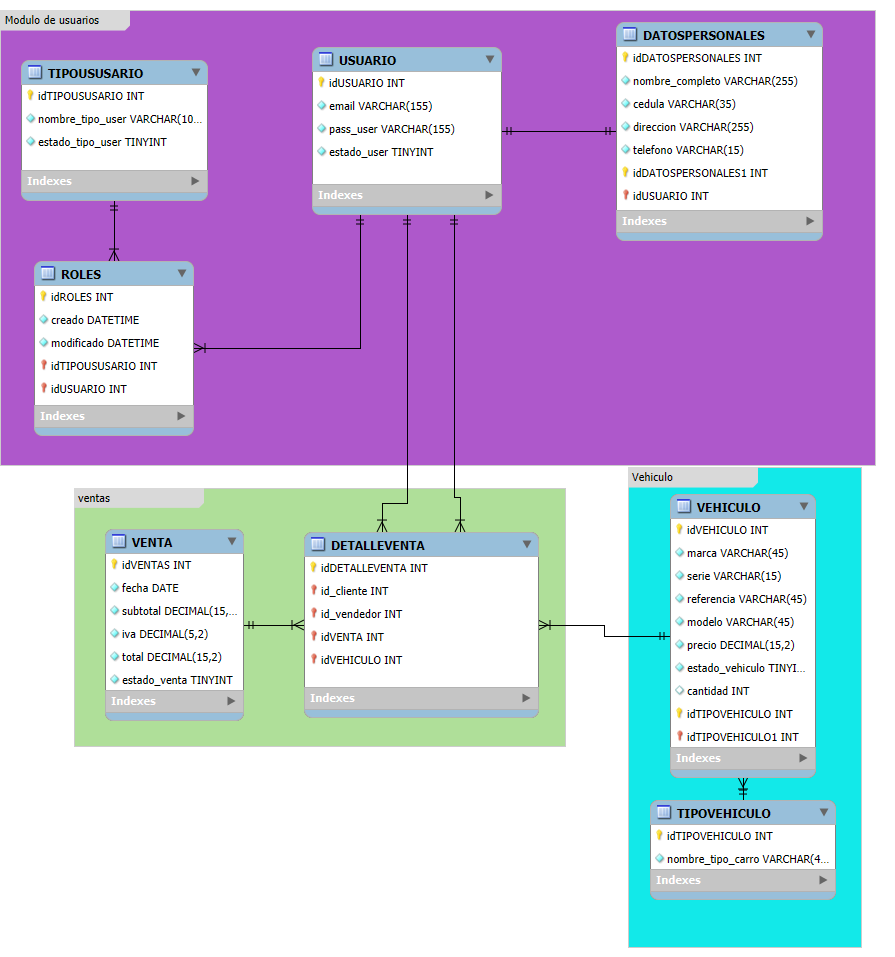 Modulo de usuarios
TIPOUSUSARIO
idTIPOUSUSARIO INT
nombre_tipo_user VARCHAR(10...
estado_tipo_user TINYINT
Indexes
USUARIO
idUSUARIO INT
email VARCHAR(155)
pass_user VARCHAR(155)
estado_user TINYINT
Indexes
DATOSPERSONALES
idDATOSPERSONALES INT
nombre_completo VARCHAR(255)
cedula VARCHAR(35)
direccion VARCHAR(255)
telefono VARCHAR(15)
idDATOSPERSONALES1 INT
idUSUARIO INT
Indexes
ROLES
idROLES INT
creado DATETIME
modificado DATETIME
idTIPOUSUSARIO INT
idUSUARIO INT
Indexes
ventas
VENTA
idVENTAS INT
fecha DATE
subtotal DECIMAL(15,...
iva DECIMAL(5,2)
total DECIMAL(15,2)
estado_venta TINYINT
Indexes
DETALLEVENTA
idDETALLEVENTA INT
id_cliente INT
id_vendedor INT
idVENTA INT
idVEHICULO INT
Indexes
Vehiculo
VEHICULO
idVEHICULO INT
marca VARCHAR(45)
serie VARCHAR(15)
referencia VARCHAR(45)
modelo VARCHAR(45)
precio DECIMAL(15,2)
estado_vehiculo TINYI...
cantidad INT
idTIPOVEHICULO INT
idTIPOVEHICULO1 INT
Indexes
TIPOVEHICULO
idTIPOVEHICULO INT
nombre_tipo_carro VARCHAR(4...
Indexes